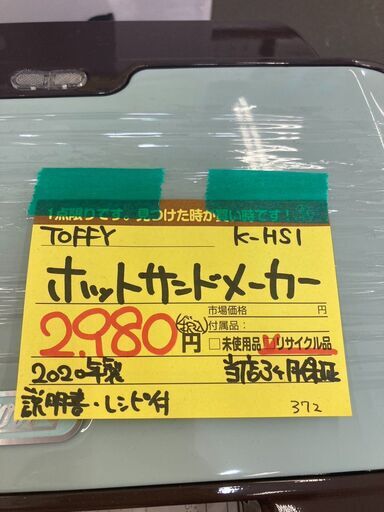 1点限りです。見つけた時が買い時です!
TOFFY K-HS1
ホットサンドメーカー
市場価格 円
2,980円 (税込) 付属品:
□未使用品 ☑リサイクル品
2020年製 当店3ヶ月保証
説明書・レシピ付
372